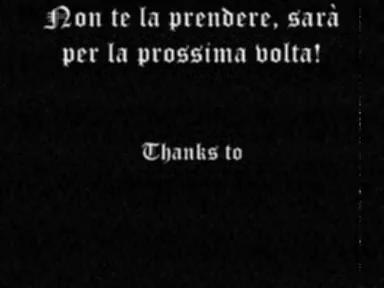 Non te la prendere, sarà
per la prossima volta!
Thanks to